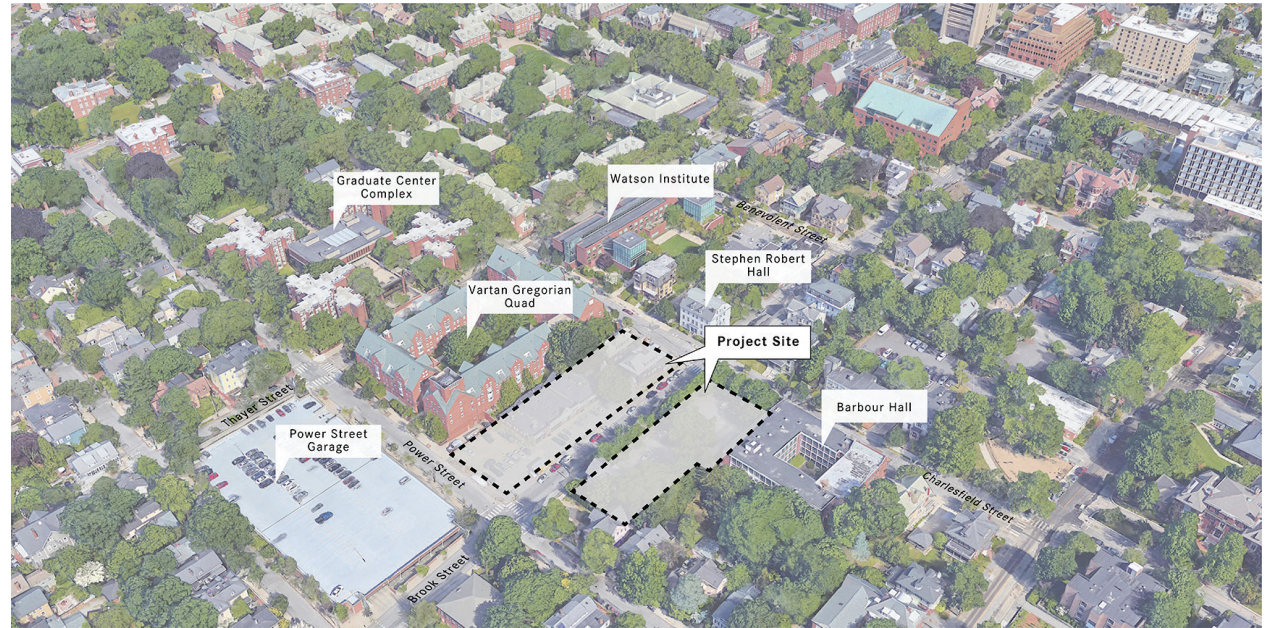 Graduate Center
Complex
Watson Institute
Benevolent Street
Stephen Robert
Hall
Vartan Gregorian
Quad
Project Site
Thayer Street
Barbour Hall
Power Street
Garage
Power Street
Charlesfield Street
Brook Street